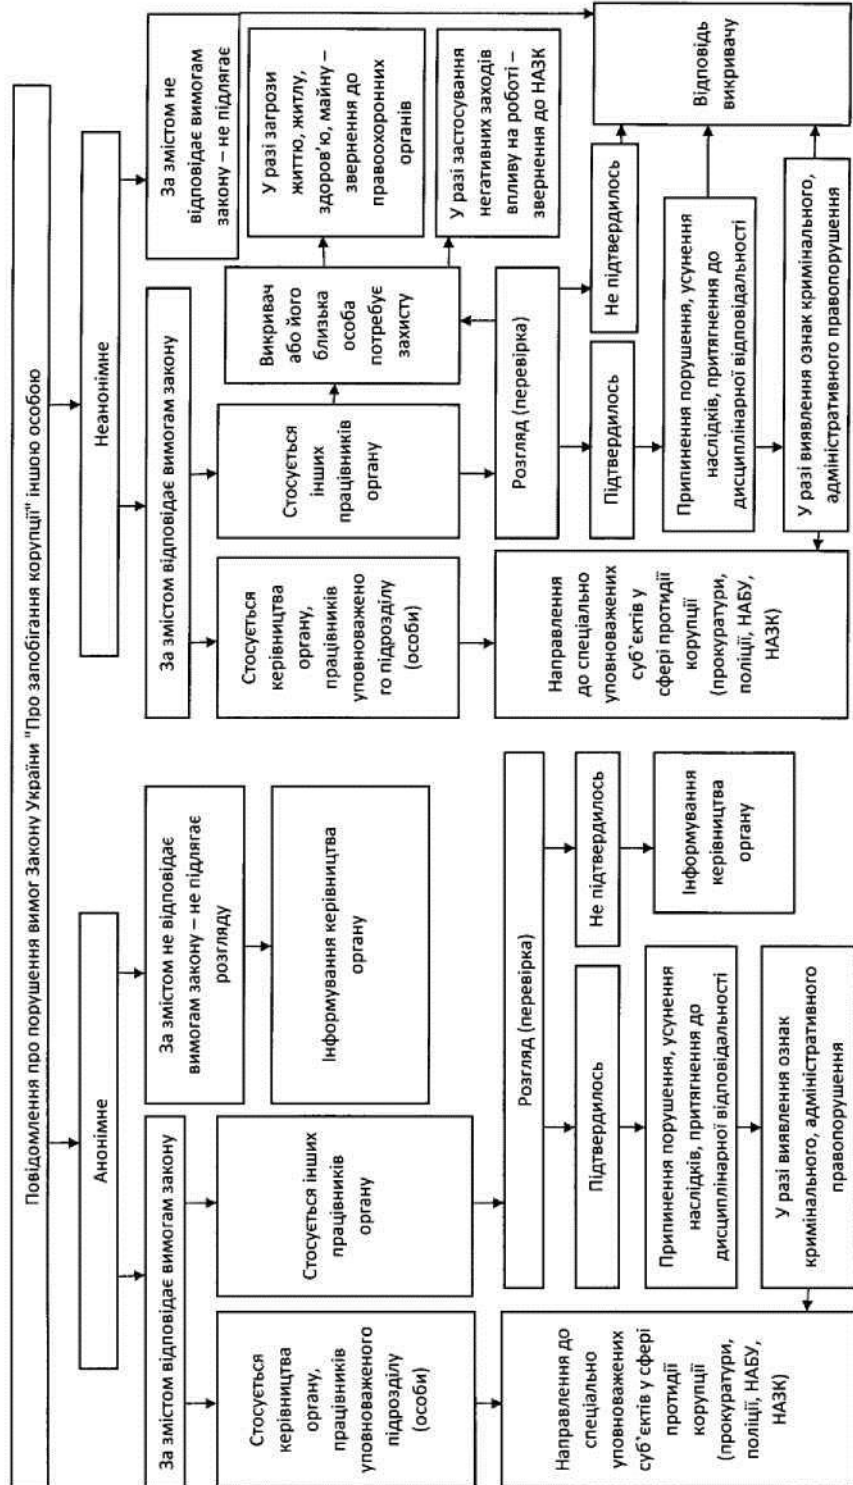 Повідомлення про порушення вимог Закону України "Про запобігання корупції" іншою особою
Анонімне
Неанонімне
За змістом відповідає вимогам закону
За змістом не відповідає
вимогам закону – не підлягає
розгляду
Стосується
керівництва
органу,
працівників
уповноваженого
підрозділу
(особи)
Стосується інших
працівників
органу
Інформування керівництва
органу
Направлення до
спеціально
уповноважених
суб`єктів у сфері
протидії
корупції
(прокуратури,
поліції, НАБУ,
НАЗК)
Розгляд (перевірка)
Підтвердилось
Не підтвердилось
Припинення порушення, усунення
наслідків, притягнення до
дисциплінарної відповідальності
Інформування
керівництва
органу
У разі виявлення ознак
кримінального, адміністративного
правопорушення
За змістом відповідає вимогам закону
За змістом не
відповідає вимогам
закону – не підлягає
Стосується
керівництва
органу,
працівників
уповноважено
го підрозділу
(особи)
Стосується
інших
працівників
органу
Викривач
або його
близька
особа
потребує
захисту
У разі загрози
життю, житлу,
здоров'ю, майну –
звернення до
правоохоронних
органів
У разі застосування
негативних заходів
впливу на роботі –
звернення до НАЗК
Направлення
до спеціально
уповноважених
суб`єктів у
сфері протидії
корупції
(прокуратури,
поліції, НАБУ,
НАЗК)
Розгляд (перевірка)
Підтвердилось
Не підтвердилось
Припинення порушення, усунення
наслідків, притягнення до
дисциплінарної відповідальності
У разі виявлення ознак кримінального,
адміністративного правопорушення
Відповідь
викривачу